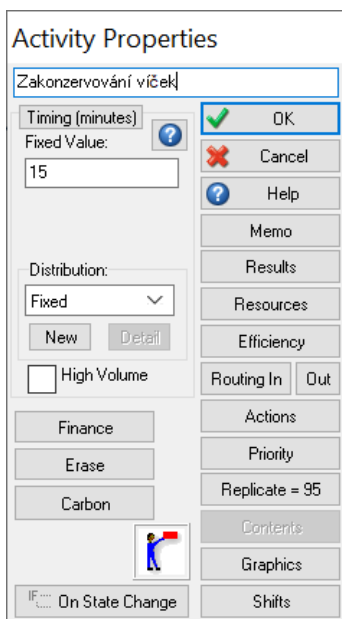 Activity Properties
Zakonzervování víček
Timing (minutes)
Fixed Value:
15
Distribution:
Fixed
New Detail
High Volume
Finance
Erase
Carbon
IF On State Change
OK
Cancel
Help
Memo
Results
Resources
Efficiency
Routing In Out
Actions
Priority
Replicate = 95
Contents
Graphics
Shifts